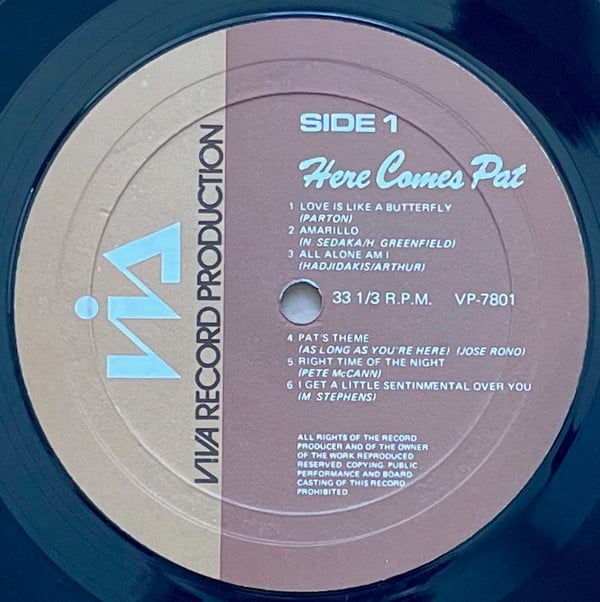 SIDE 1
Here Comes Pat
1 LOVE IS LIKE A BUTTERFLY
(PARTON)
2 AMARILLO
(N. SEDAKA/H. GREENFIELD)
3 ALL ALONE AM I
(HADJIDAKIS/ARTHUR)
33 1/3 R.P.M. VP-7801
4 PAT'S THEME
(AS LONG AS YOU'RE HERE) (JOSE RONO)
5 RIGHT TIME OF THE NIGHT
(PETE McCANN)
6 I GET A LITTLE SENTINMENTAL OVER YOU
(M. STEPHENS)
ALL RIGHTS OF THE RECORD
PRODUCER AND OF THE OWNER
OF THE WORK REPRODUCED
RESERVED. COPYING. PUBLIC
PERFORMANCE AND BOARD-
CASTING OF THIS RECORD
PROHIBITED
ViVA
VIVA RECORD PRODUCTION